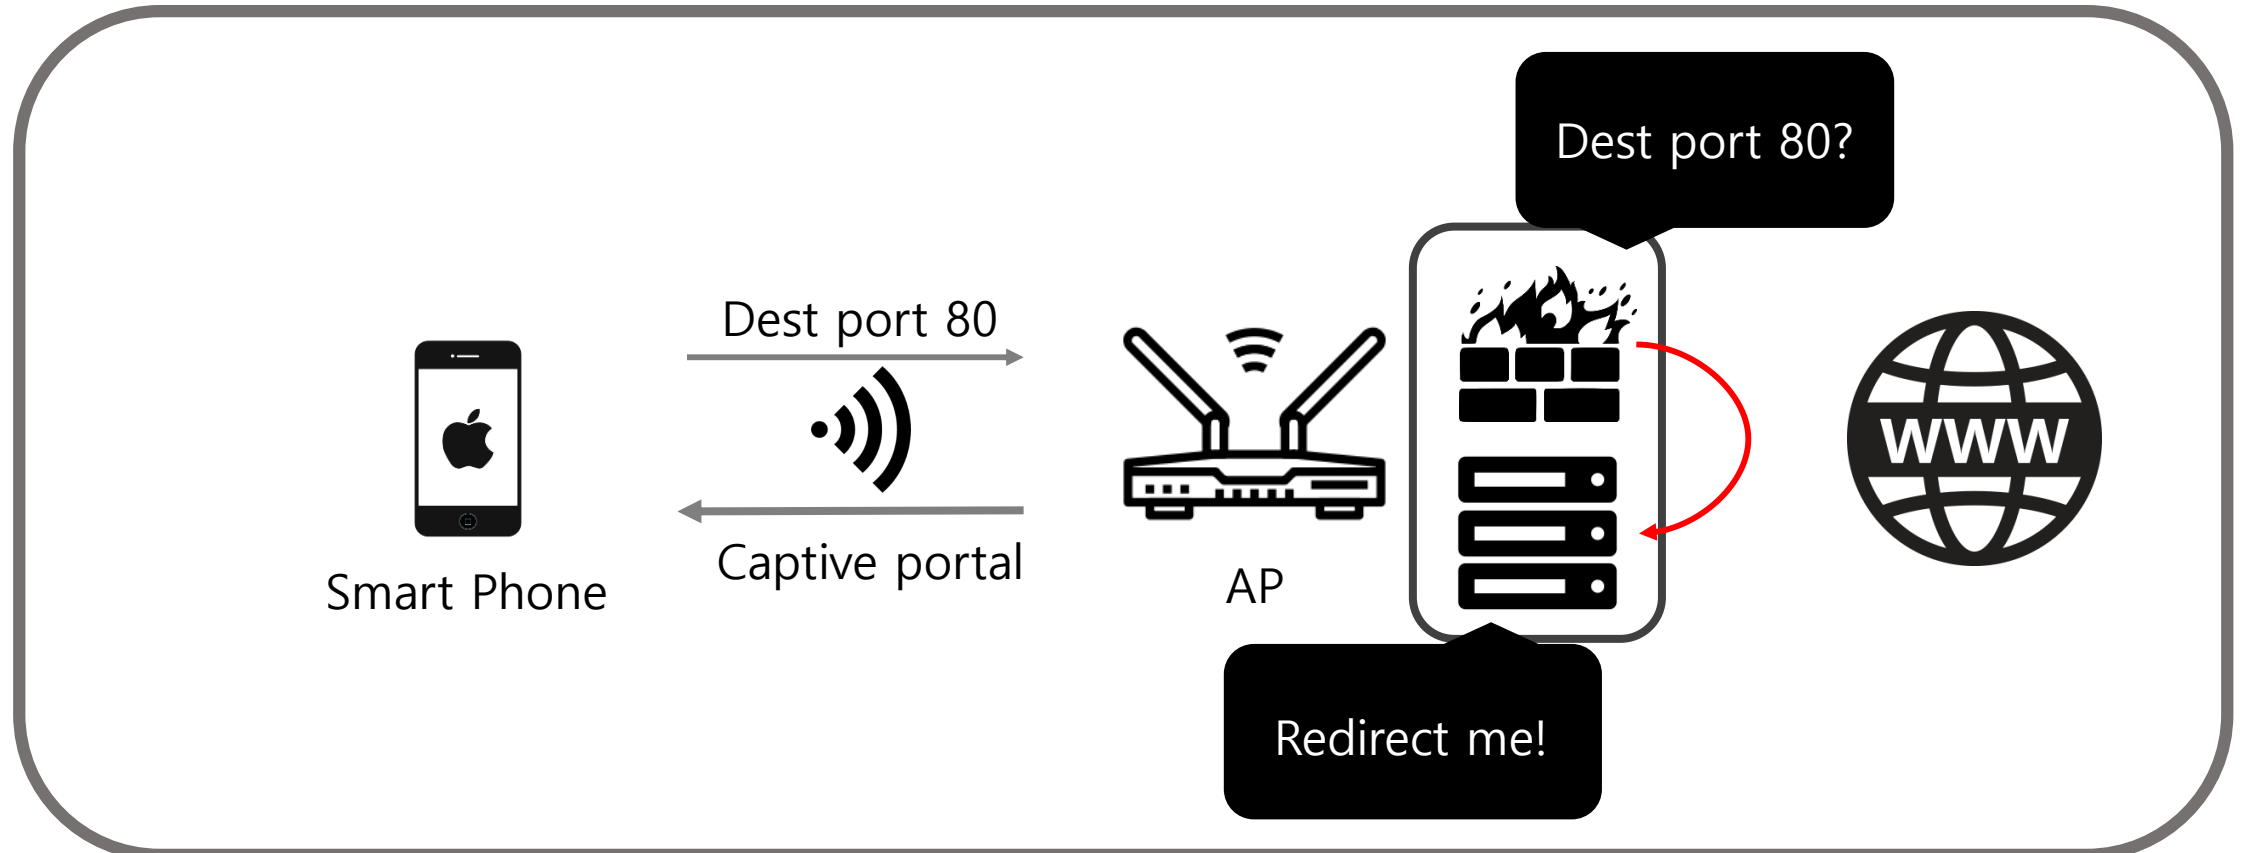 Dest port 80?
Dest port 80
WWW
Captive portal
Smart Phone
AP
Redirect me!